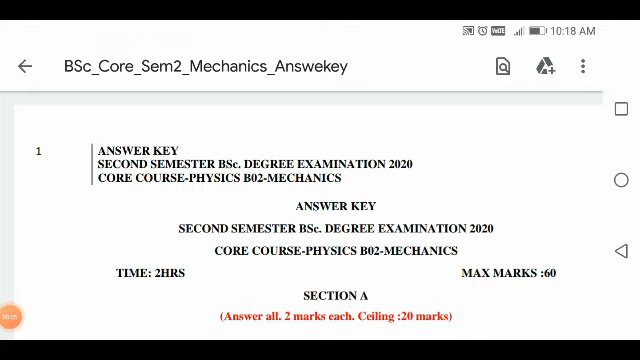 10:18 AM
BSc_Core_Sem2_Mechanics_Answekey
1
ANSWER KEY
SECOND SEMESTER BSc. DEGREE EXAMINATION 2020
CORE COURSE-PHYSICS B02-MECHANICS
ANSWER KEY
SECOND SEMESTER BSc. DEGREE EXAMINATION 2020
CORE COURSE-PHYSICS B02-MECHANICS
TIME: 2HRS MAX MARKS :60
SECTION A
(Answer all. 2 marks each. Ceiling :20 marks)